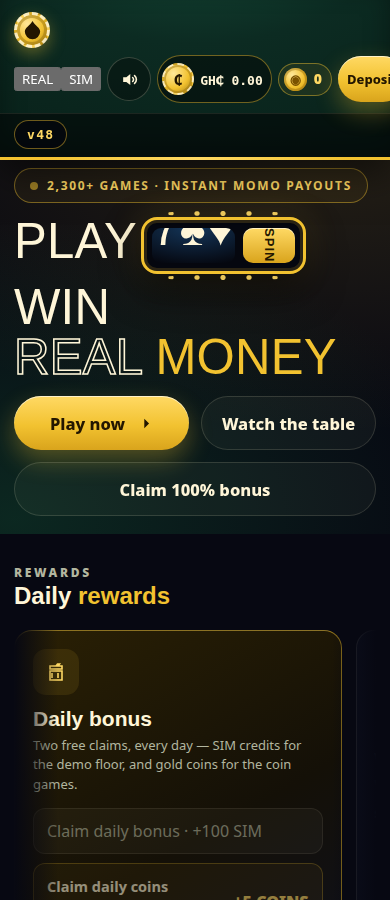 REAL SIM
₵ GH₵ 0.00
0
Deposi
v48
2,300+ GAMES · INSTANT MOMO PAYOUTS
PLAY
SPIN
WIN
REAL MONEY
Play now
Watch the table
Claim 100% bonus
REWARDS
Daily rewards
Daily bonus
Two free claims, every day — SIM credits for
the demo floor, and gold coins for the coin
games.
Claim daily bonus · +100 SIM
Claim daily coins
+5 COINS